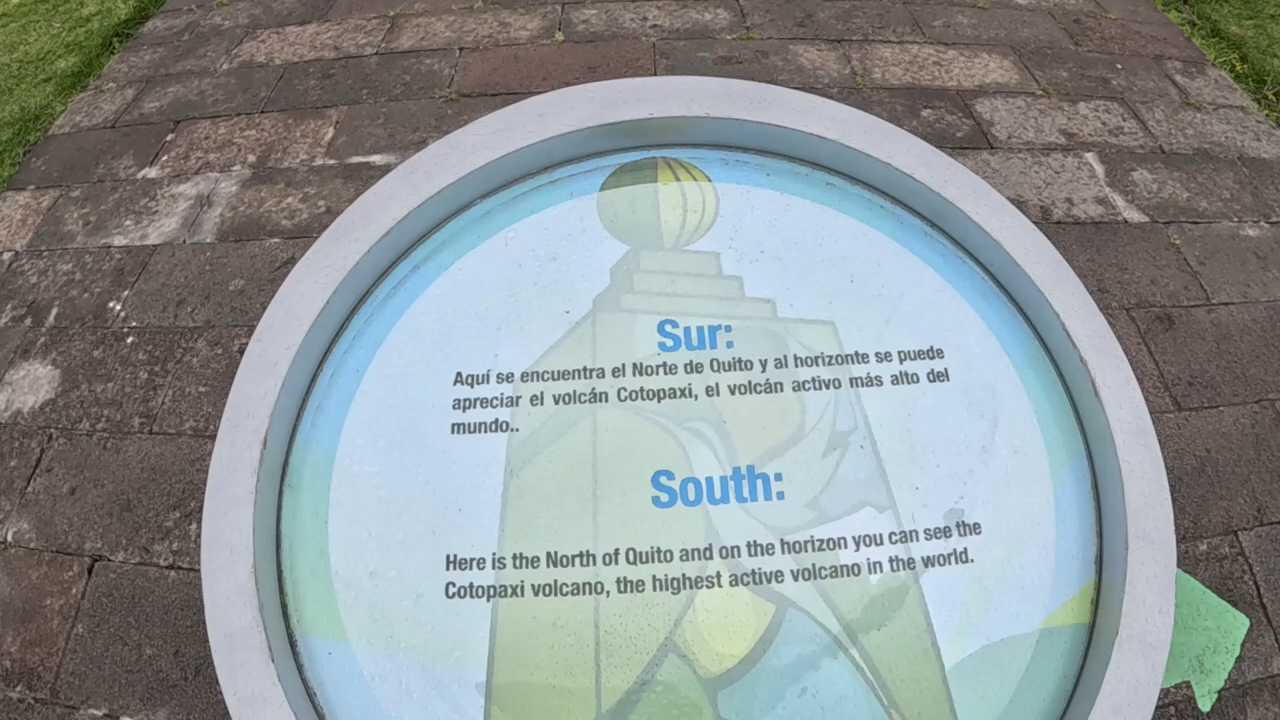 Sur:
Aquí se encuentra el Norte de Quito y al horizonte se puede
apreciar el volcán Cotopaxi, el volcán activo más alto del
mundo..
South:
Here is the North of Quito and on the horizon you can see the
Cotopaxi volcano, the highest active volcano in the world.